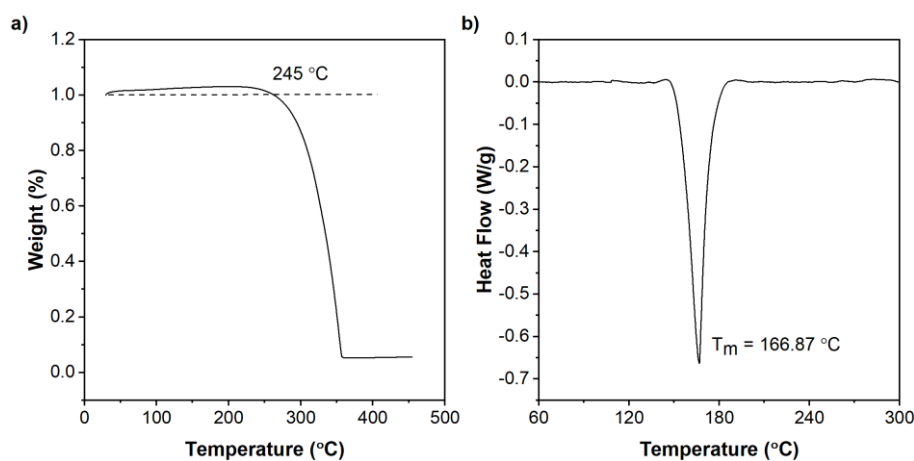 a)
1.2
1.0
0.8
0.6
0.4
0.2
0.0
Weight (%)
245 °C
0 100 200 300 400 500
Temperature (°C)
b)
0.1
0.0
-0.1
-0.2
-0.3
-0.4
-0.5
-0.6
-0.7
Heat Flow (W/g)
Tm = 166.87 °C
60 120 180 240 300
Temperature (°C)